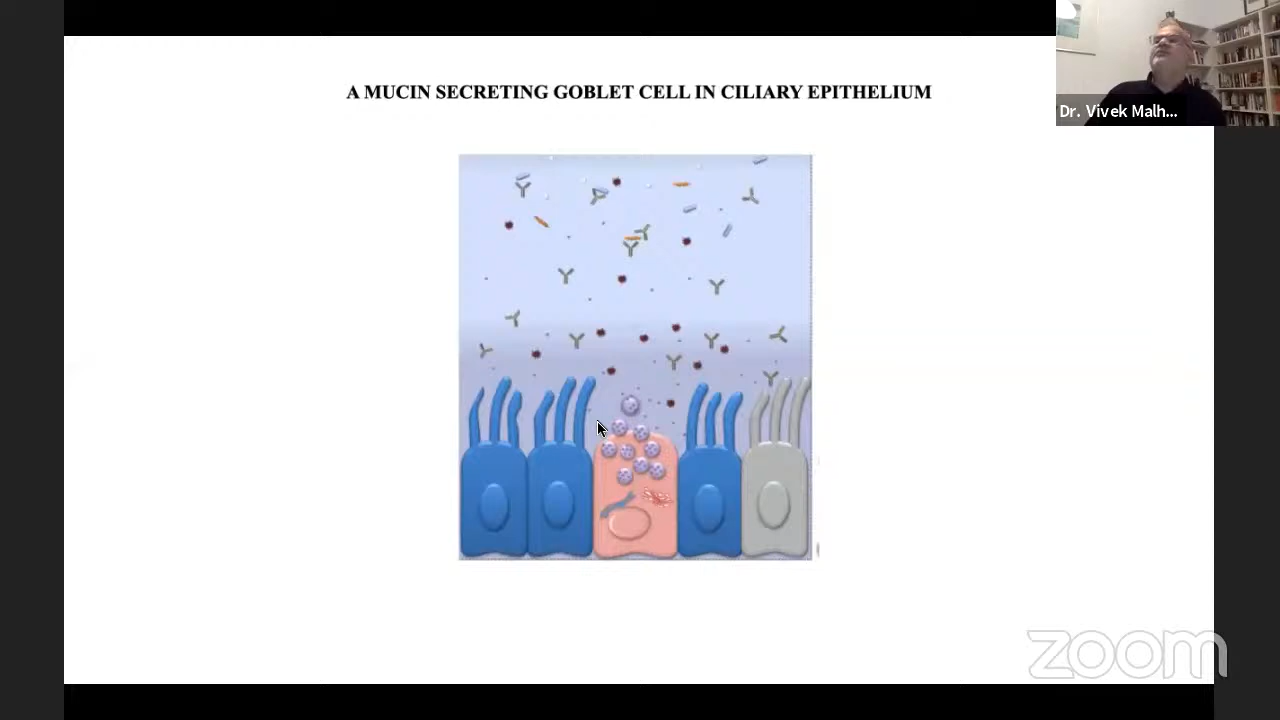 A MUCIN SECRETING GOBLET CELL IN CILIARY EPITHELIUM
Dr. Vivek Malh...
zoom